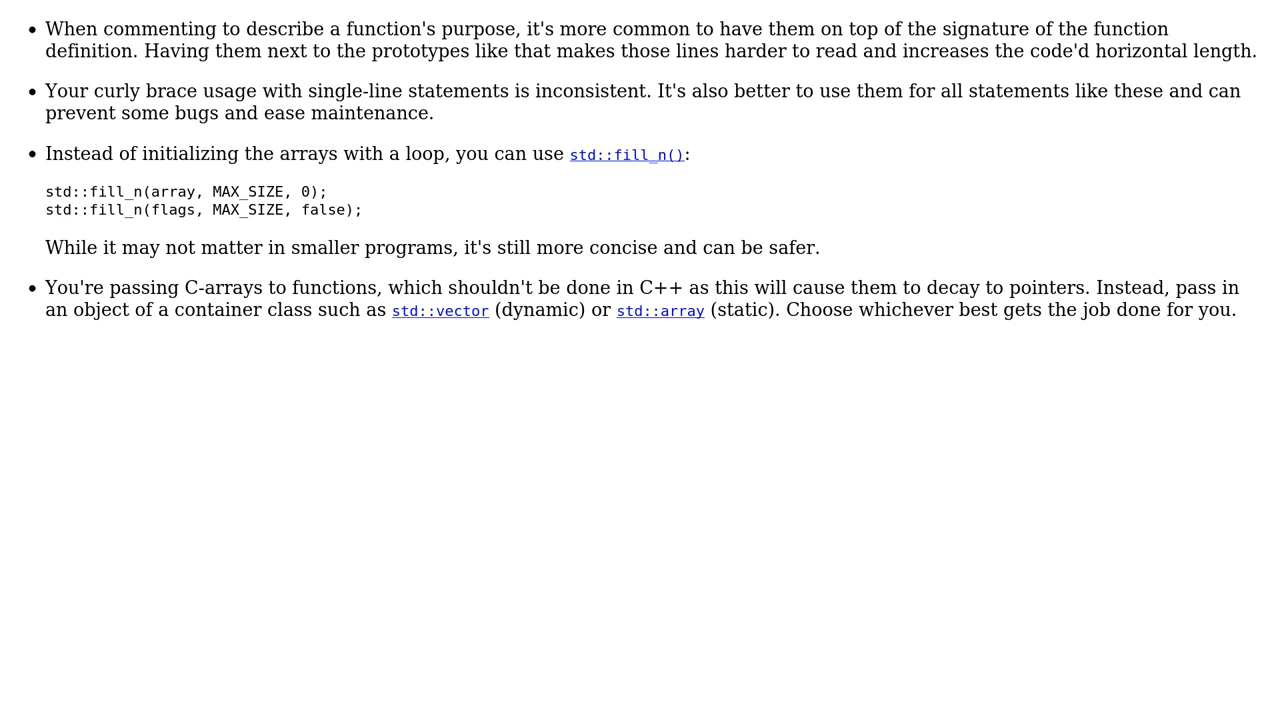 • When commenting to describe a function's purpose, it's more common to have them on top of the signature of the function
definition. Having them next to the prototypes like that makes those lines harder to read and increases the code'd horizontal length.
• Your curly brace usage with single-line statements is inconsistent. It's also better to use them for all statements like these and can
prevent some bugs and ease maintenance.
• Instead of initializing the arrays with a loop, you can use std::fill_n():
std::fill_n(array, MAX_SIZE, 0);
std::fill_n(flags, MAX_SIZE, false);
While it may not matter in smaller programs, it's still more concise and can be safer.
• You're passing C-arrays to functions, which shouldn't be done in C++ as this will cause them to decay to pointers. Instead, pass in
an object of a container class such as std::vector (dynamic) or std::array (static). Choose whichever best gets the job done for you.